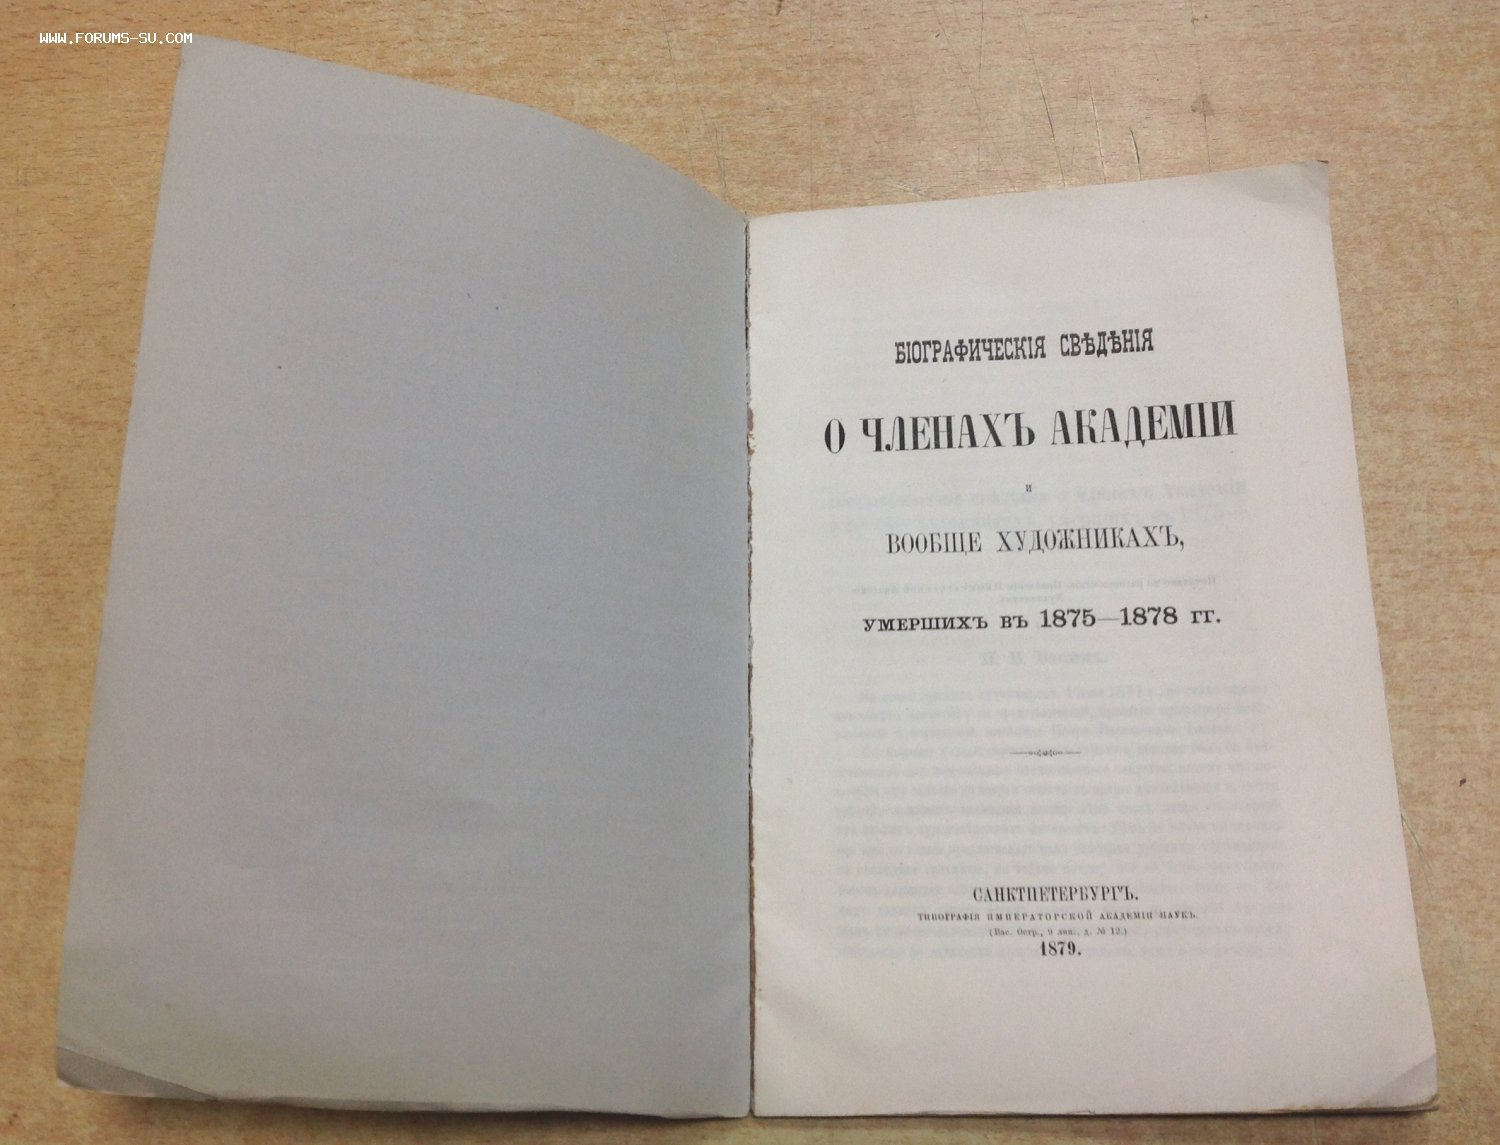 WWW.FORUMS-SU.COM
БІОГРАФИЧЕСКІЯ СВѢДѢНІЯ
О ЧЛЕНАХЪ АКАДЕМІИ
И
ВООБЩЕ ХУДОЖНИКАХЪ,
УМЕРШИХЪ ВЪ 1875—1878 ГГ.
САНКТПЕТЕРБУРГЪ.
ТИПОГРАФІЯ ИМПЕРАТОРСКОЙ АКАДЕМІИ НАУКЪ.
(Вас. Остр., 9 лин., д. № 12.)
1879.